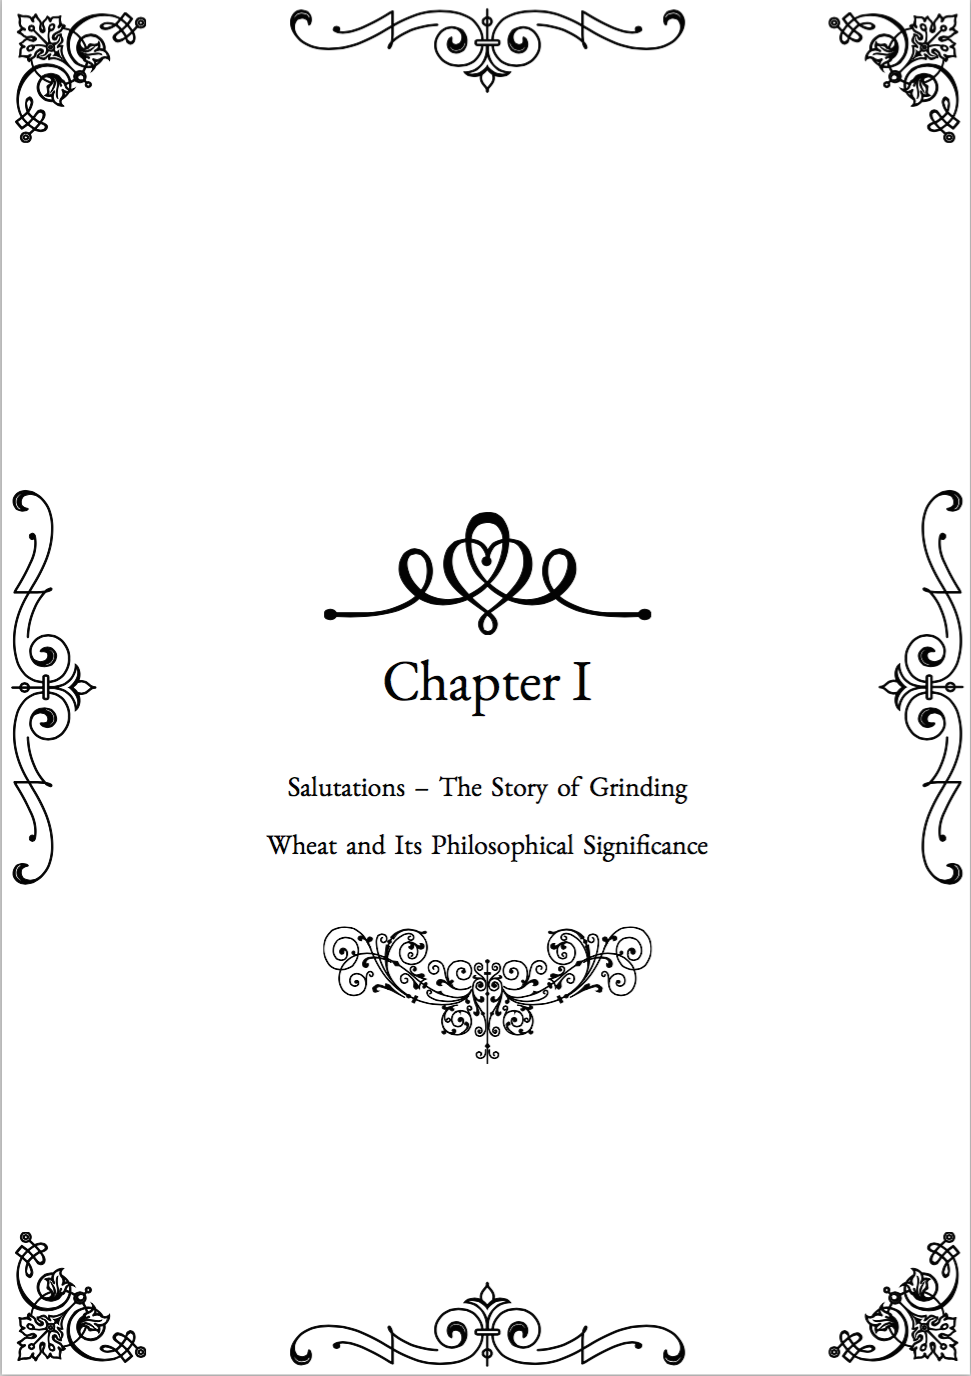 Chapter I
Salutations – The Story of Grinding
Wheat and Its Philosophical Significance